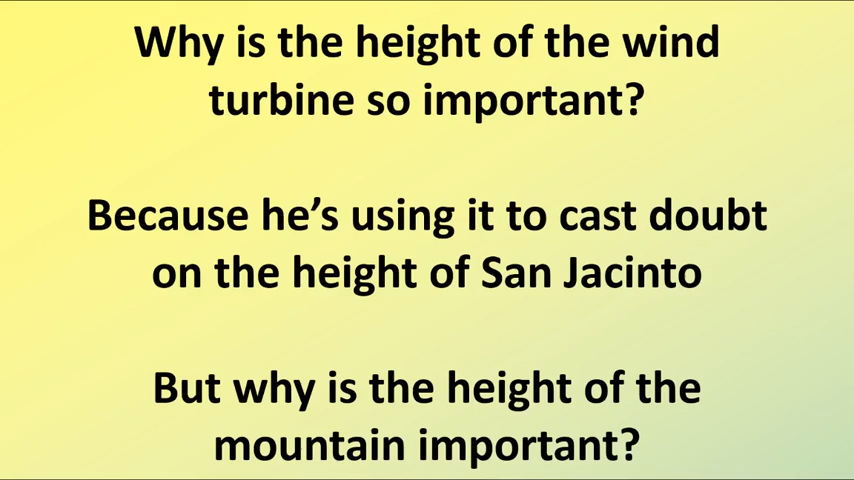 Why is the height of the wind
turbine so important?
Because he’s using it to cast doubt
on the height of San Jacinto
But why is the height of the
mountain important?